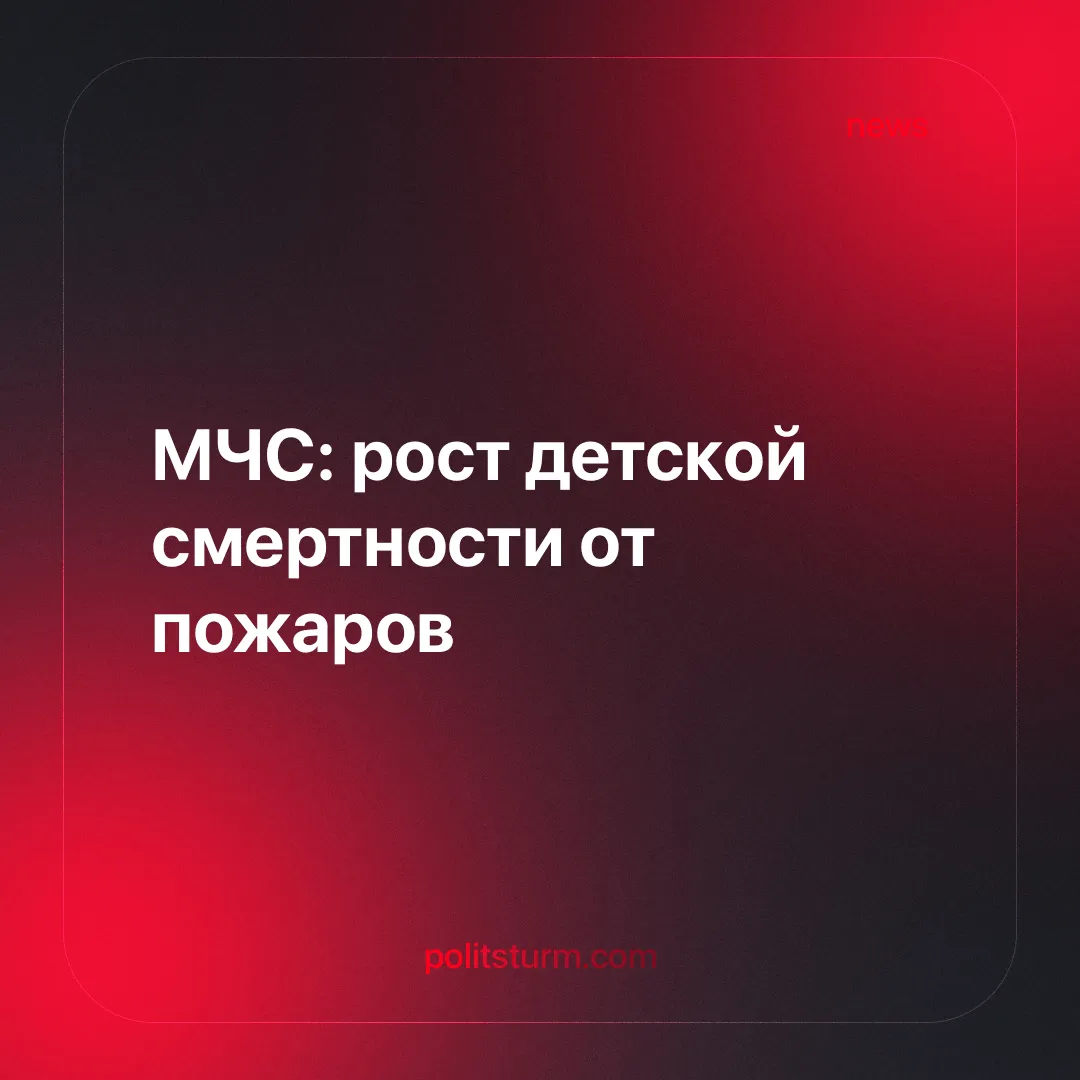 news
МЧС: рост детской
смертности от
пожаров
politsturm.com